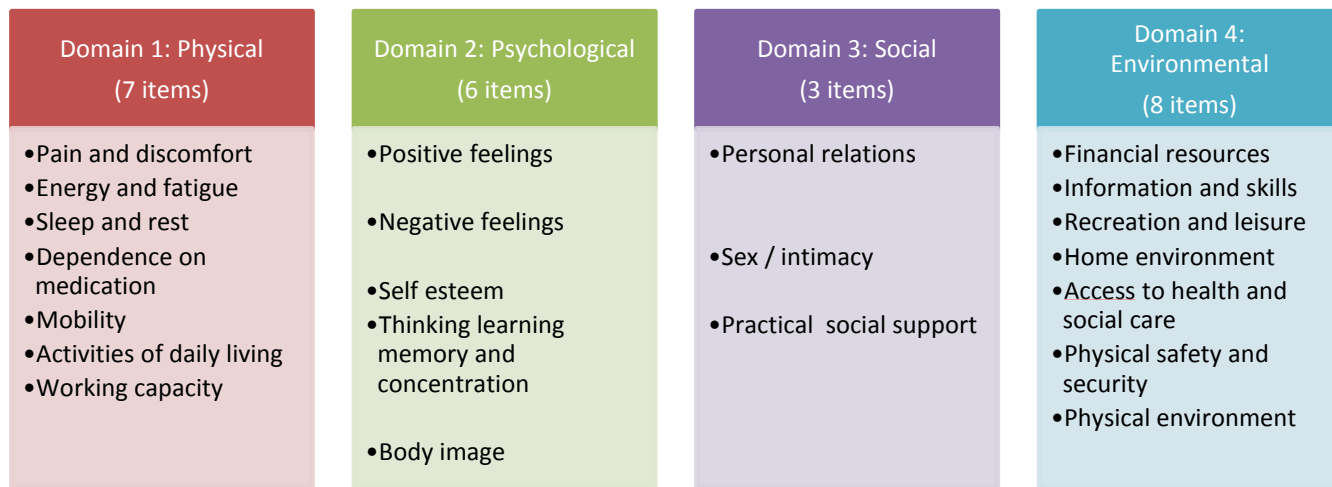 Domain 1: Physical
(7 items)
•Pain and discomfort
•Energy and fatigue
•Sleep and rest
•Dependence on
medication
•Mobility
•Activities of daily living
•Working capacity
Domain 2: Psychological
(6 items)
•Positive feelings
•Negative feelings
•Self esteem
•Thinking learning
memory and
concentration
•Body image
Domain 3: Social
(3 items)
•Personal relations
•Sex / intimacy
•Practical social support
Domain 4:
Environmental
(8 items)
•Financial resources
•Information and skills
•Recreation and leisure
•Home environment
•Access to health and
social care
•Physical safety and
security
•Physical environment